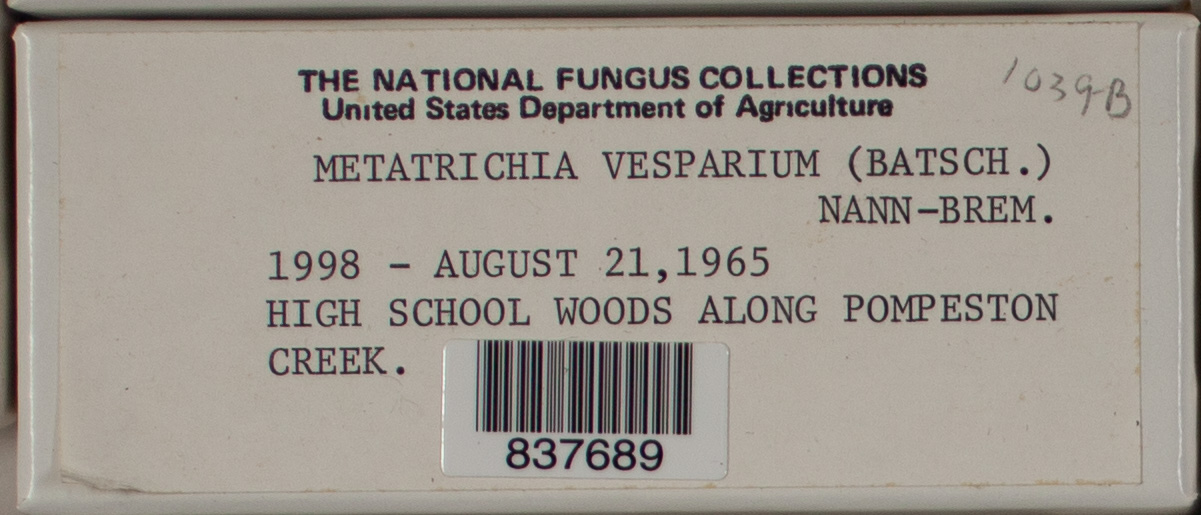 THE NATIONAL FUNGUS COLLECTIONS
United States Department of Agriculture
1039-B
METATRICHIA VESPARIUM (BATSCH.)
NANN-BREM.
1998 - AUGUST 21,1965
HIGH SCHOOL WOODS ALONG POMPESTON
CREEK.
837689